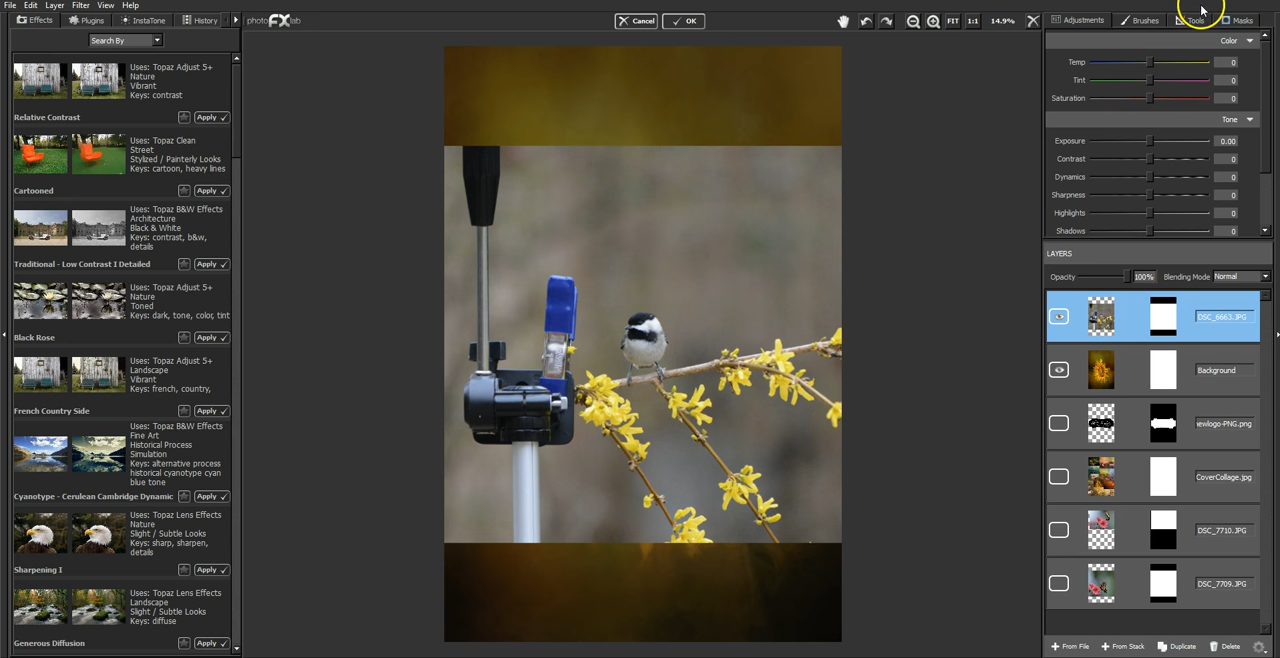 File Edit Layer Filter View Help
Effects Plugins InstaTone History
photo FX lab
Cancel OK
FIT 1:1 14.9%
Adjustments Brushes Tools Masks
Search By
Uses: Topaz Adjust 5+
Nature
Vibrant
Keys: contrast
Relative Contrast Apply
Uses: Topaz Clean
Street
Stylized / Painterly Looks
Keys: cartoon, heavy lines
Cartooned Apply
Uses: Topaz B&W Effects
Architecture
Black & White
Keys: contrast, b&w,
details
Traditional - Low Contrast I Detailed Apply
Uses: Topaz Adjust 5+
Nature
Toned
Keys: dark, tone, color, tint
Black Rose Apply
Uses: Topaz Adjust 5+
Landscape
Vibrant
Keys: french, country,
French Country Side Apply
Uses: Topaz B&W Effects
Fine Art
Historical Process
Simulation
Keys: alternative process
historical cyanotype cyan
blue tone
Cyanotype - Cerulean Cambridge Dynamic Apply
Uses: Topaz Lens Effects
Nature
Slight / Subtle Looks
Keys: sharp, sharpen,
details
Sharpening I Apply
Uses: Topaz Lens Effects
Landscape
Slight / Subtle Looks
Keys: diffuse
Generous Diffusion Apply
Color
Temp 0
Tint 0
Saturation 0
Tone
Exposure 0.00
Contrast 0
Dynamics 0
Sharpness 0
Highlights 0
Shadows 0
LAYERS
Opacity 100% Blending Mode Normal
DSC_6663.JPG
Background
iewlogo-PNG.png
CoverCollage.jpg
DSC_7710.JPG
DSC_7709.JPG
From File From Stack Duplicate Delete